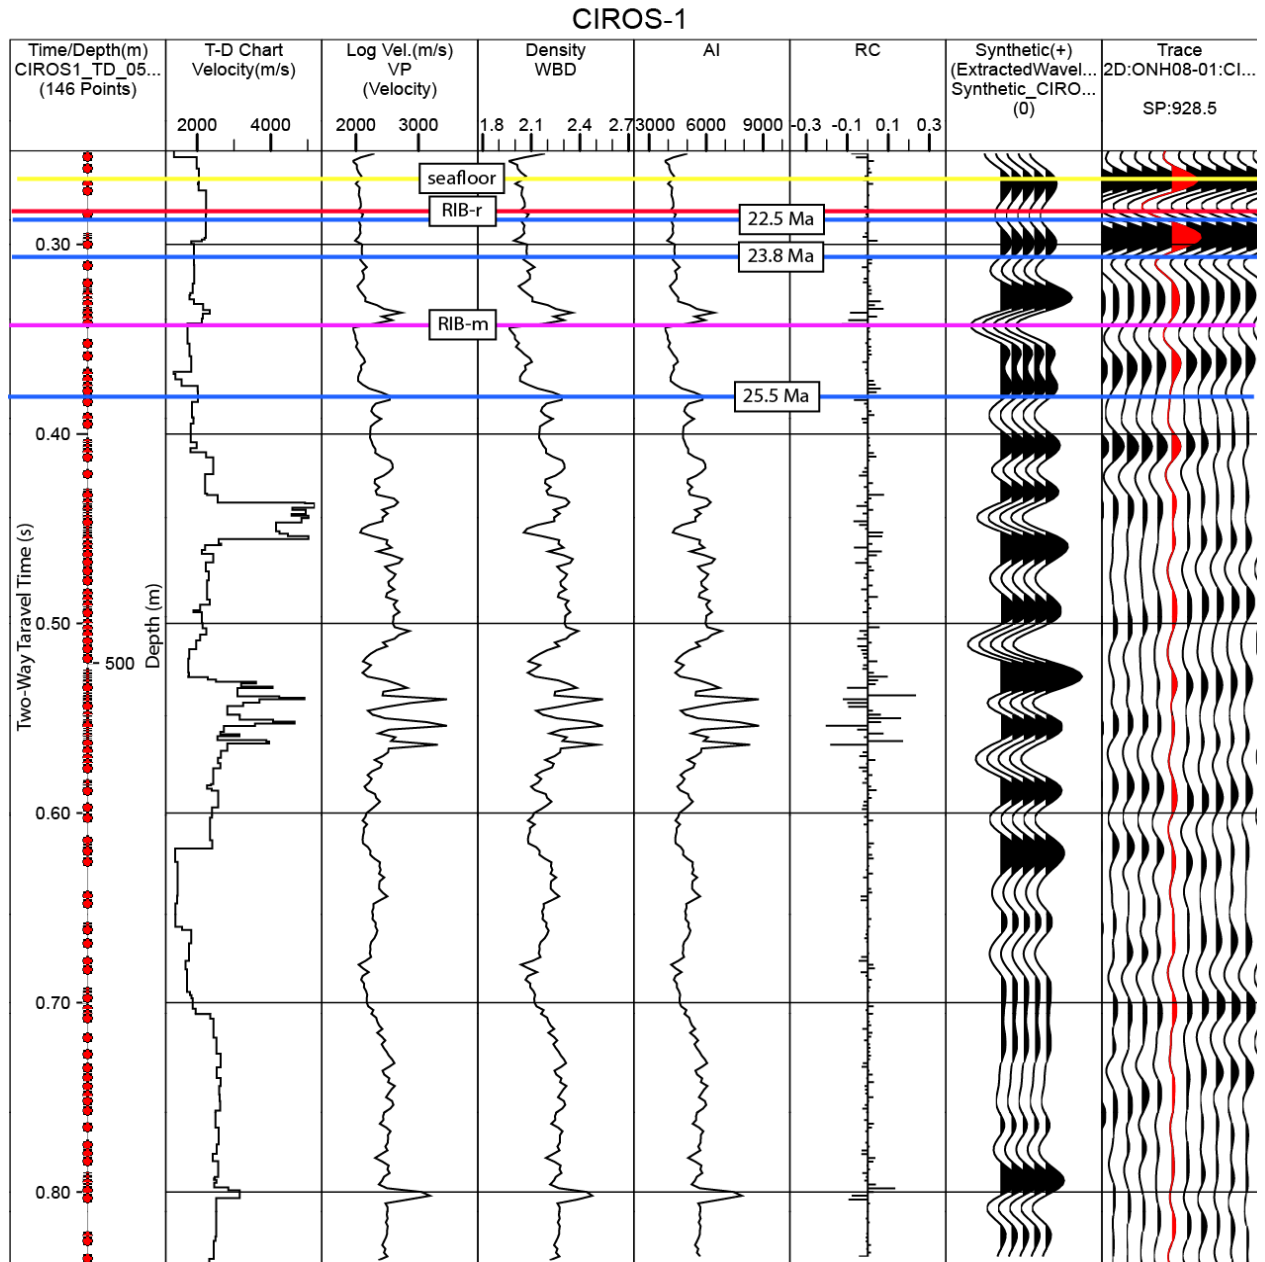 CIROS-1
Time/Depth(m)
CIROS1_TD_05...
(146 Points)
T-D Chart
Velocity(m/s)
2000 4000
Log Vel.(m/s)
VP
(Velocity)
2000 3000
Density
WBD
1.8 2.1 2.4 2.7
AI
3000 6000 9000
RC
-0.3 -0.1 0.1 0.3
Synthetic(+)
(ExtractedWavel...
Synthetic_CIRO...
(0)
Trace
2D:ONH08-01:CI...
SP:928.5
seafloor
RIB-r
22.5 Ma
0.30
23.8 Ma
RIB-m
25.5 Ma
0.40
0.50
500
0.60
0.70
0.80
Two-Way Taravel Time (s)
Depth (m)